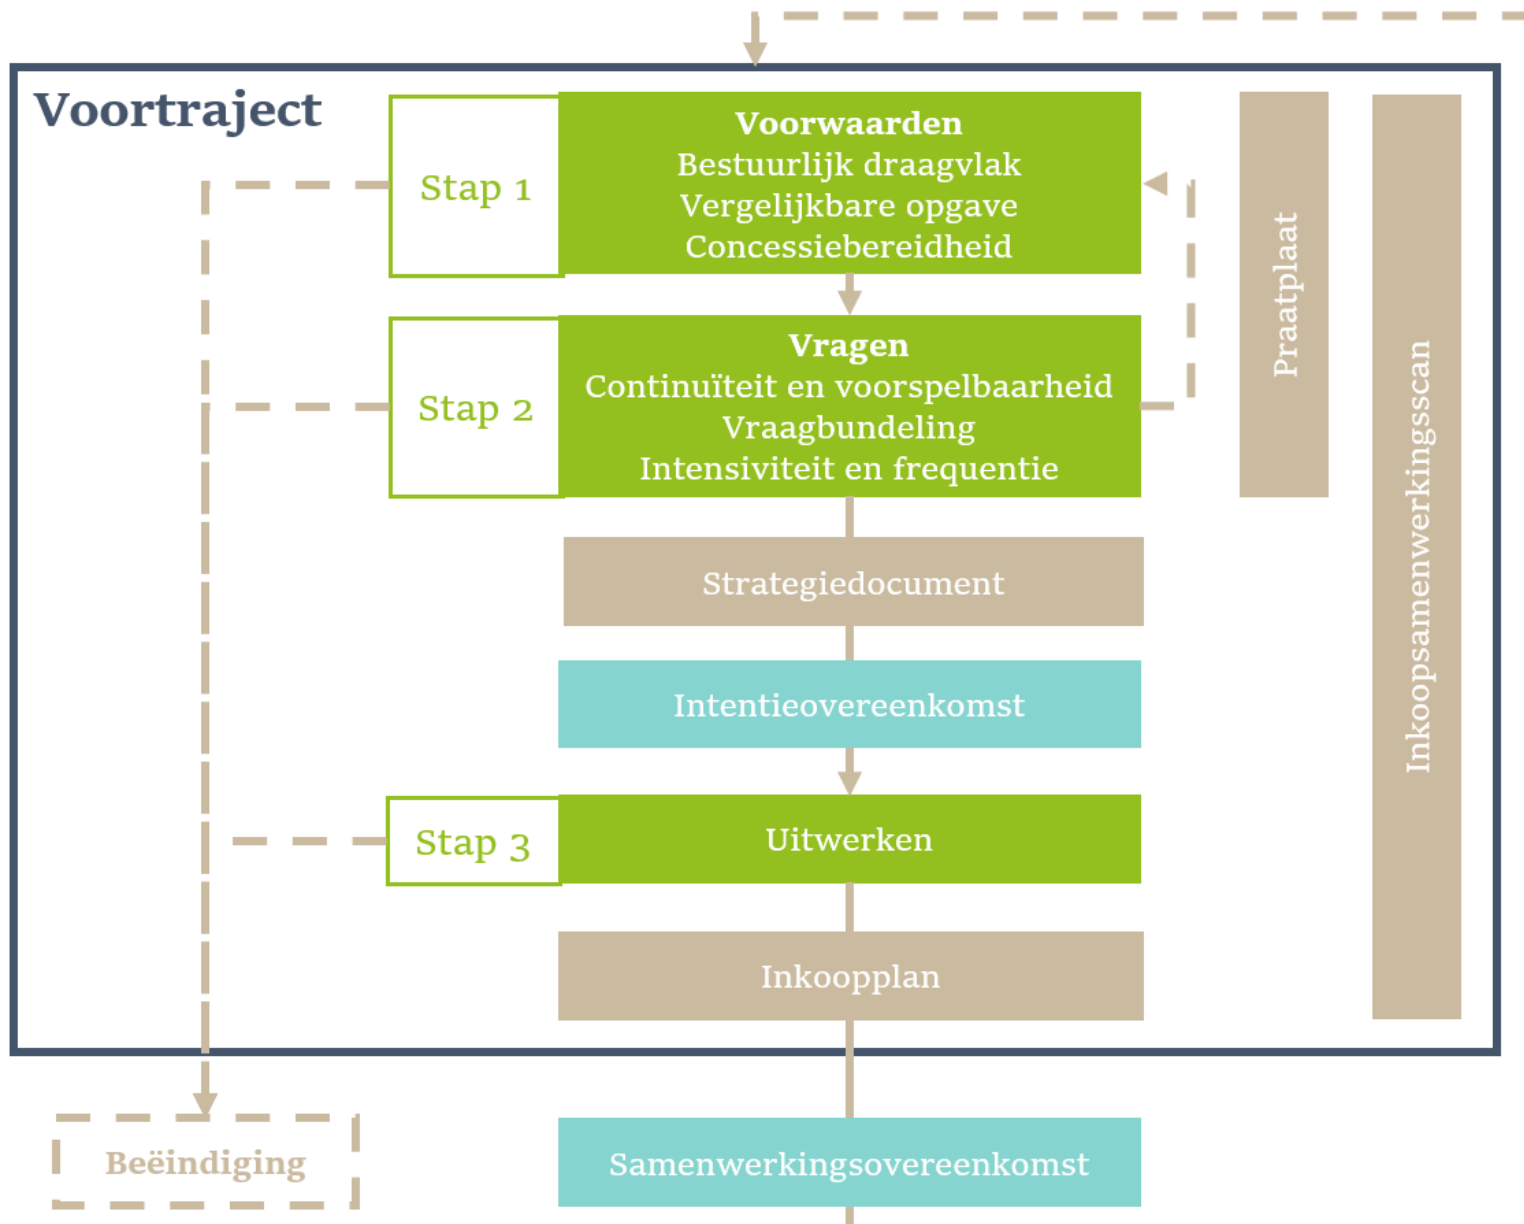 Voortraject
Stap 1
Voorwaarden
Bestuurlijk draagvlak
Vergelijkbare opgave
Concessiebereidheid
Stap 2
Vragen
Continuïteit en voorspelbaarheid
Vraagbundeling
Intensiviteit en frequentie
Praatplaat
Inkoopsamenwerkingsscan
Strategiedocument
Intentieovereenkomst
Stap 3
Uitwerken
Inkoopplan
Beëindiging
Samenwerkingsovereenkomst